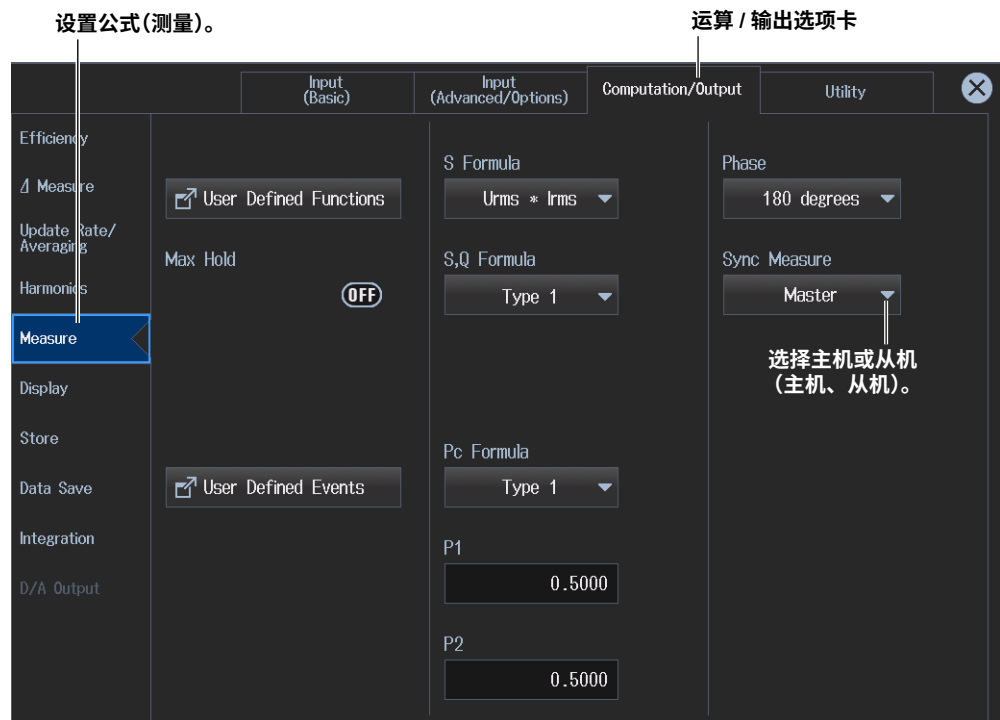 设置公式(测量)。
运算 / 输出选项卡
Input
(Basic)
Input
(Advanced/Options)
Computation/Output
Utility
Efficiency
Δ Measure
Update Rate/
Averaging
Harmonics
Measure
Display
Store
Data Save
Integration
D/A Output
User Defined Functions
Max Hold
OFF
User Defined Events
S Formula
Urms * Irms
S,Q Formula
Type 1
Pc Formula
Type 1
P1
0.5000
P2
0.5000
Phase
180 degrees
Sync Measure
Master
选择主机或从机
(主机、从机)。